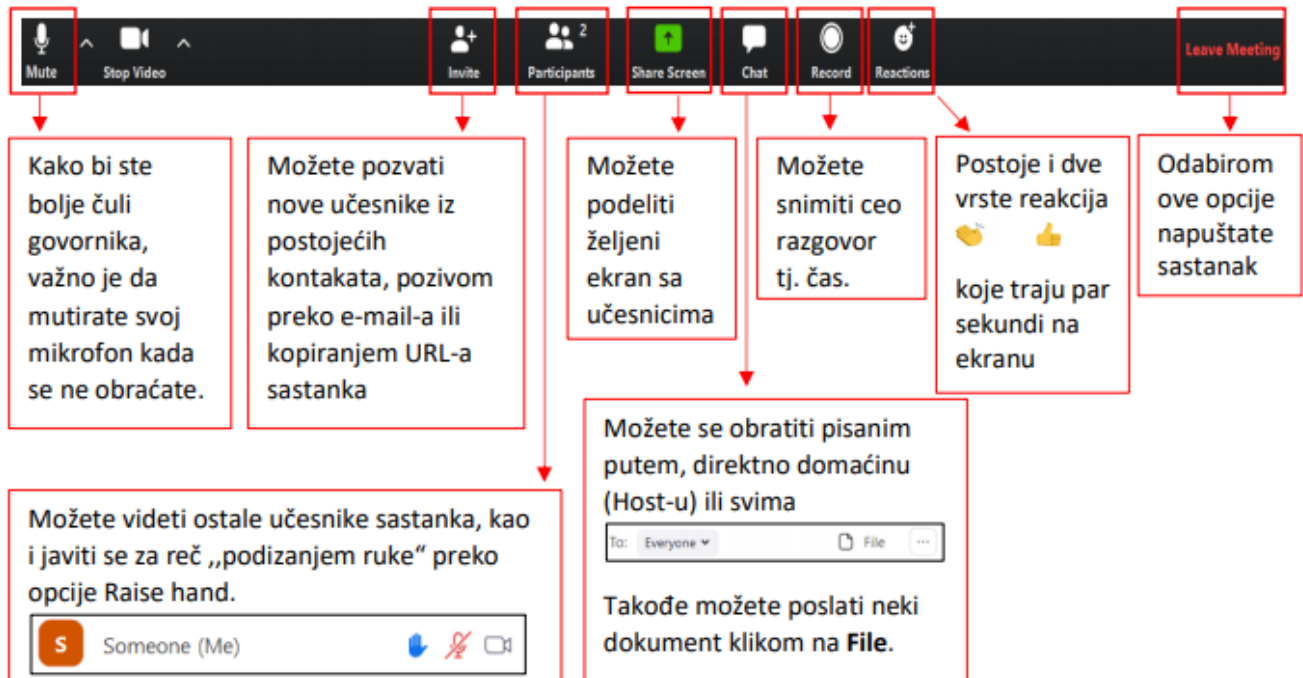 Mute
Stop Video
Invite
Participants
2
Share Screen
Chat
Record
Reactions
Leave Meeting
Kako bi ste
bolje čuli
govornika,
važno je da
mutirate svoj
mikrofon kada
se ne obraćate.
Možete pozvati
nove učesnike iz
postojećih
kontakata, pozivom
preko e-mail-a ili
kopiranjem URL-a
sastanka
Možete
podeliti
željeni
ekran sa
učesnicima
Možete
snimiti ceo
razgovor
tj. čas.
Postoje i dve
vrste reakcija
👏 👍
koje traju par
sekundi na
ekranu
Odabirom
ove opcije
napuštate
sastanak
Možete videti ostale učesnike sastanka, kao
i javiti se za reč ,,podizanjem ruke“ preko
opcije Raise hand.
S Someone (Me)
Možete se obratiti pisanim
putem, direktno domaćinu
(Host-u) ili svima
To: Everyone File ...
Takođe možete poslati neki
dokument klikom na File.